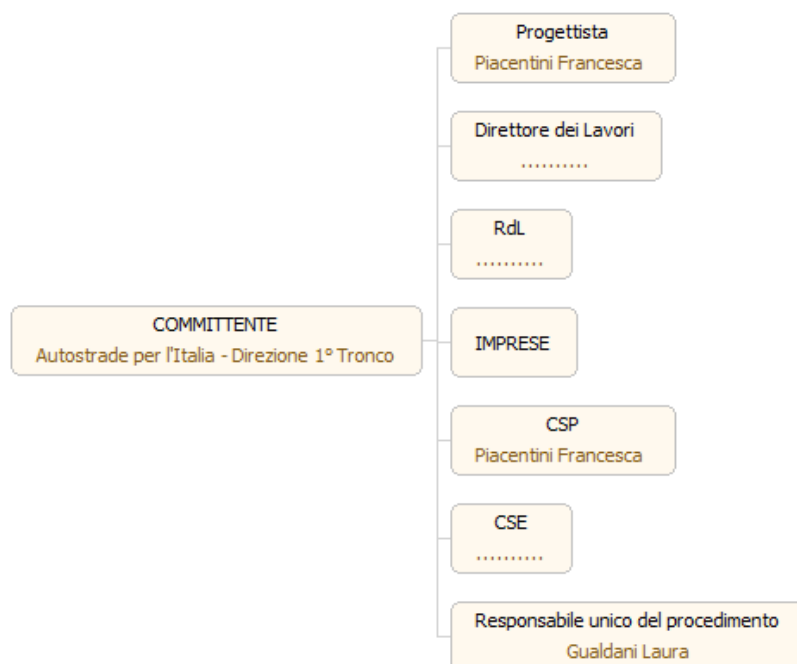 Progettista
Piacentini Francesca
Direttore dei Lavori
..........
RdL
..........
COMMITTENTE
Autostrade per l'Italia - Direzione 1° Tronco
IMPRESE
CSP
Piacentini Francesca
CSE
..........
Responsabile unico del procedimento
Gualdani Laura